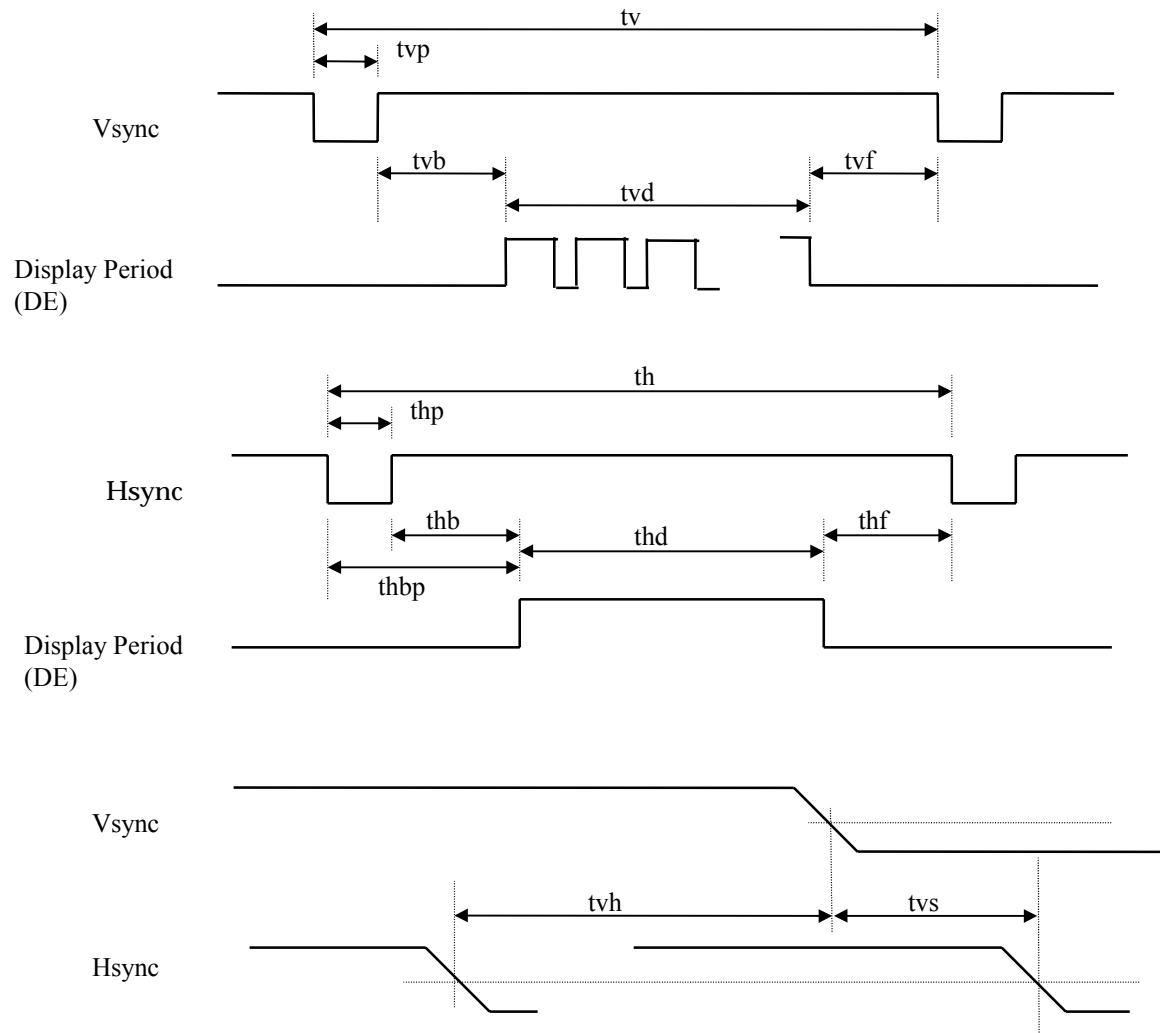 tv
tvp
Vsync
tvb
tvf
tvd
Display Period
(DE)
th
thp
Hsync
thb
thd
thf
thbp
Display Period
(DE)
Vsync
tvh
tvs
Hsync